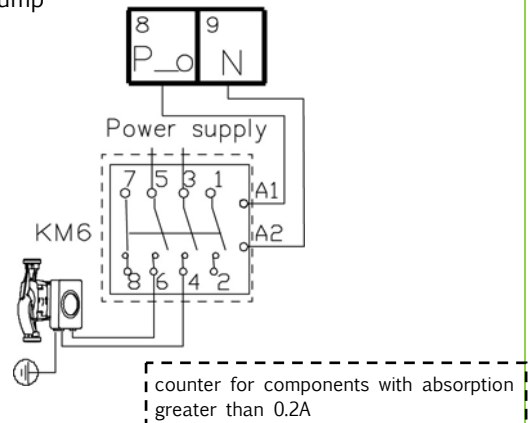 ump
8 9
P_o N
Power supply
7 5 3 1
A1
KM6
A2
8 6 4 2
counter for components with absorption
greater than 0.2A